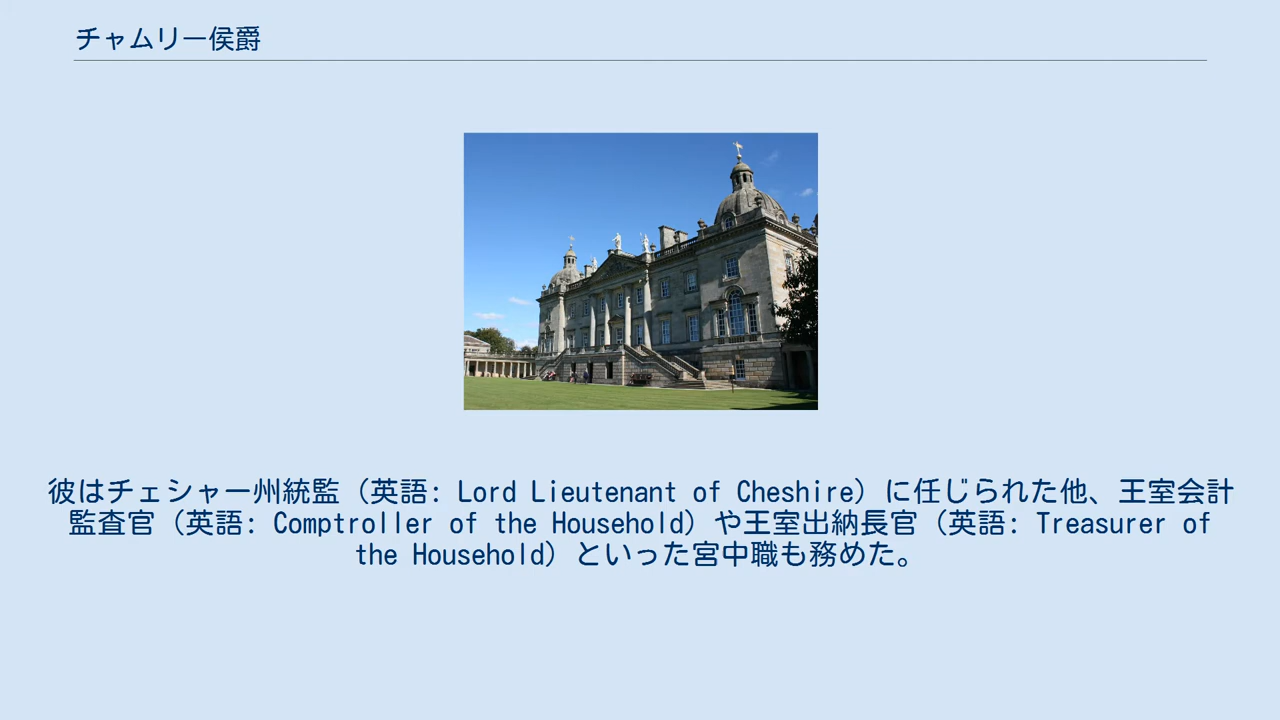 チャムリー侯爵
彼はチェシャー州統監（英語: Lord Lieutenant of Cheshire）に任じられた他、王室会計
監査官（英語: Comptroller of the Household）や王室出納長官（英語: Treasurer of
the Household）といった宮中職も務めた。